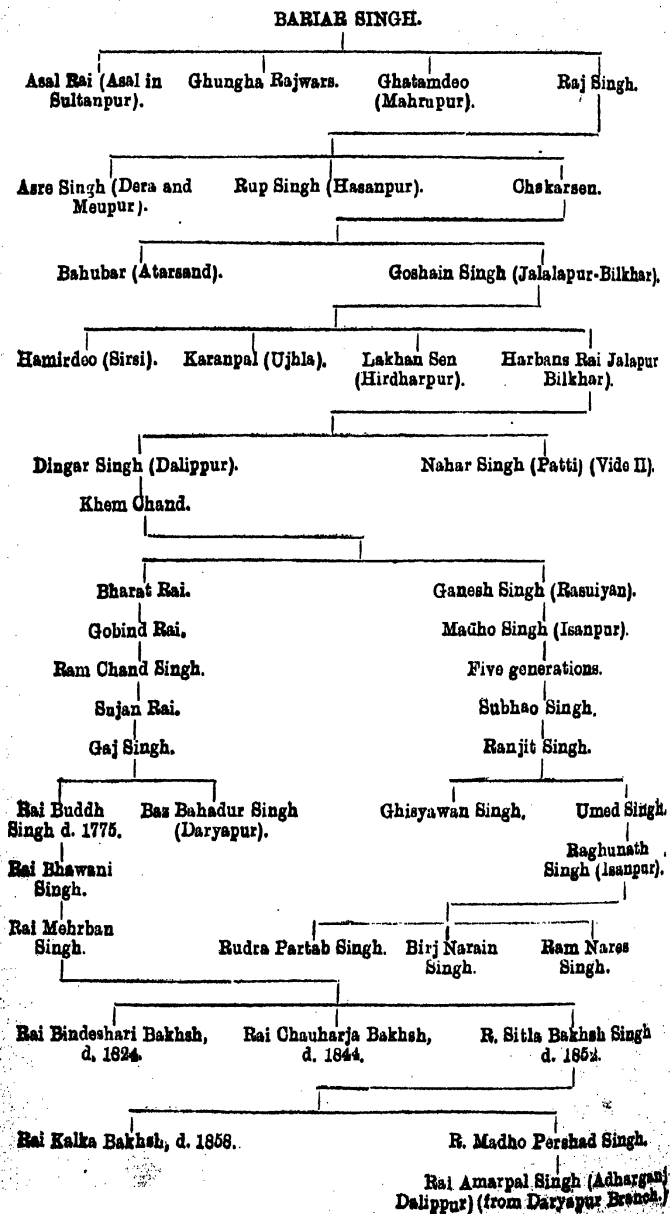 BARIAR SINGH.
Asal Rai (Asal in
Sultanpur).
Ghungha Rajwars.
Ghatamdeo
(Mahrupur).
Raj Singh.
Asre Singh (Dera and
Meupur).
Rup Singh (Hasanpur).
Chakarsen.
Bahubar (Atarsand).
Goshain Singh (Jalalapur-Bilkhar).
Hamirdeo (Sirsi).
Karanpal (Ujhla).
Lakhan Sen
(Hirdharpur).
Harbans Rai Jalapur
Bilkhar).
Dingar Singh (Dalippur).
Nahar Singh (Patti) (Vide II).
Khem Chand.
Bharat Rai.
Ganesh Singh (Rasuiyan).
Gobind Rai.
Madho Singh (Isanpur).
Ram Chand Singh.
Five generations.
Sujan Rai.
Subhao Singh.
Gaj Singh.
Ranjit Singh.
Rai Buddh
Singh d. 1775.
Baz Bahadur Singh
(Daryapur).
Ghisyawan Singh.
Umed Singh.
Rai Bhawani
Singh.
Raghunath
Singh (Isanpur).
Rai Mehrban
Singh.
Rudra Partab Singh.
Birj Narain
Singh.
Ram Nares
Singh.
Rai Bindeshari Bakhsh,
d. 1824.
Rai Chauharja Bakhsh,
d. 1844.
R. Sitla Bakhsh Singh
d. 1852.
Rai Kalka Bakhsh, d. 1858.
R. Madho Pershad Singh.
Rai Amarpal Singh (Adharganj
Dalippur) (from Daryapur Branch.)